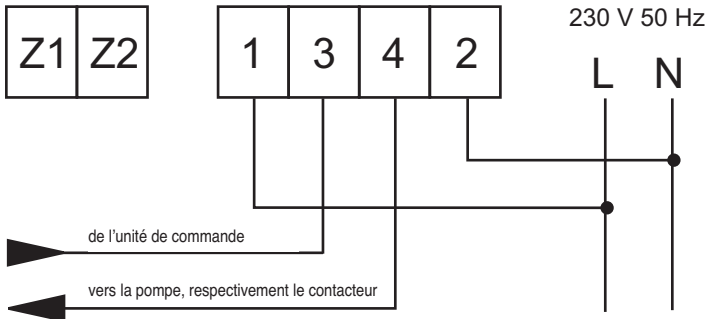 230 V 50 Hz
Z1 Z2 1 3 4 2
L N
de l'unité de commande
vers la pompe, respectivement le contacteur